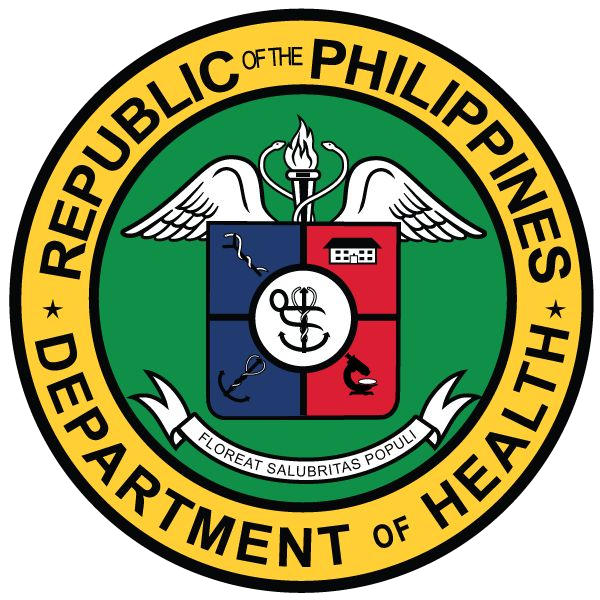 REPUBLIC OF THE PHILIPPINES
DEPARTMENT OF HEALTH
FLOREAT SALUBRITAS POPULI